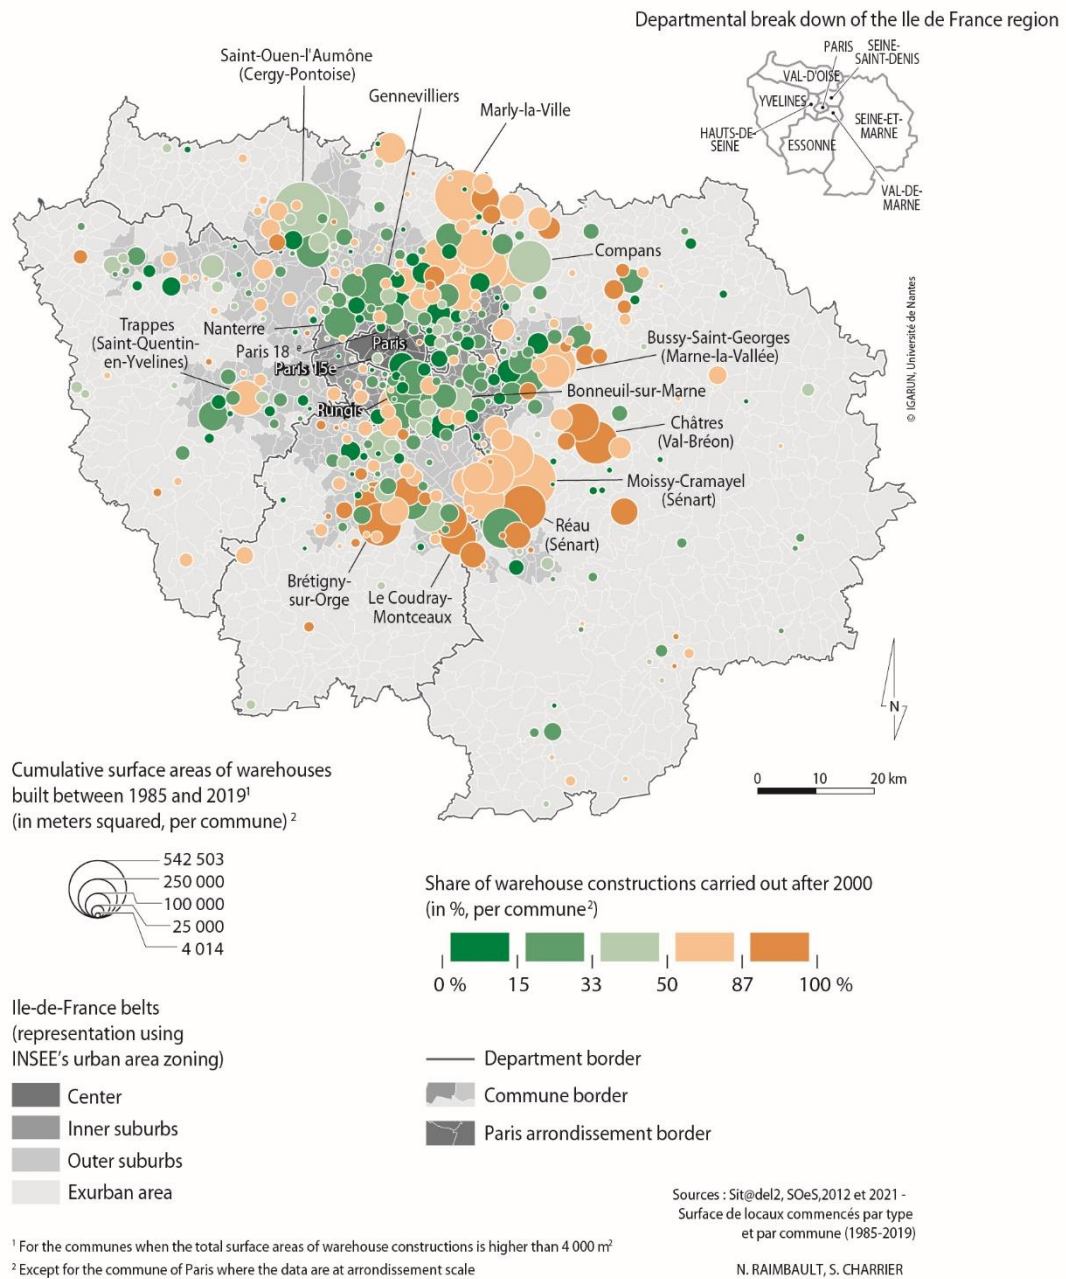 Departmental break down of the Ile de France region
PARIS
SEINE-
SAINT-DENIS
VAL-D'OISE
YVELINES
SEINE-ET-
MARNE
HAUTS-DE-
SEINE
ESSONNE
VAL-DE-
MARNE
Saint-Ouen-l'Aumône
(Cergy-Pontoise)
Gennevilliers
Marly-la-Ville
Compans
Trappes
(Saint-Quentin-
en-Yvelines)
Nanterre
Paris 18 e
Paris
Paris 15e
Rungis
Bussy-Saint-Georges
(Marne-la-Vallée)
Bonneuil-sur-Marne
Châtres
(Val-Bréon)
Moissy-Cramayel
(Sénart)
Réau
(Sénart)
Brétigny-
sur-Orge
Le Coudray-
Montceaux
© IGARUN, Université de Nantes
N
0 10 20 km
Cumulative surface areas of warehouses
built between 1985 and 2019¹
(in meters squared, per commune) ²
542 503
250 000
100 000
25 000
4 014
Share of warehouse constructions carried out after 2000
(in %, per commune²)
0 % 15 33 50 87 100 %
Ile-de-France belts
(representation using
INSEE's urban area zoning)
Center
Inner suburbs
Outer suburbs
Exurban area
Department border
Commune border
Paris arrondissement border
Sources : Sit@del2, SOeS,2012 et 2021 -
Surface de locaux commencés par type
et par commune (1985-2019)
¹ For the communes when the total surface areas of warehouse constructions is higher than 4 000 m²
² Except for the commune of Paris where the data are at arrondissement scale
N. RAIMBAULT, S. CHARRIER